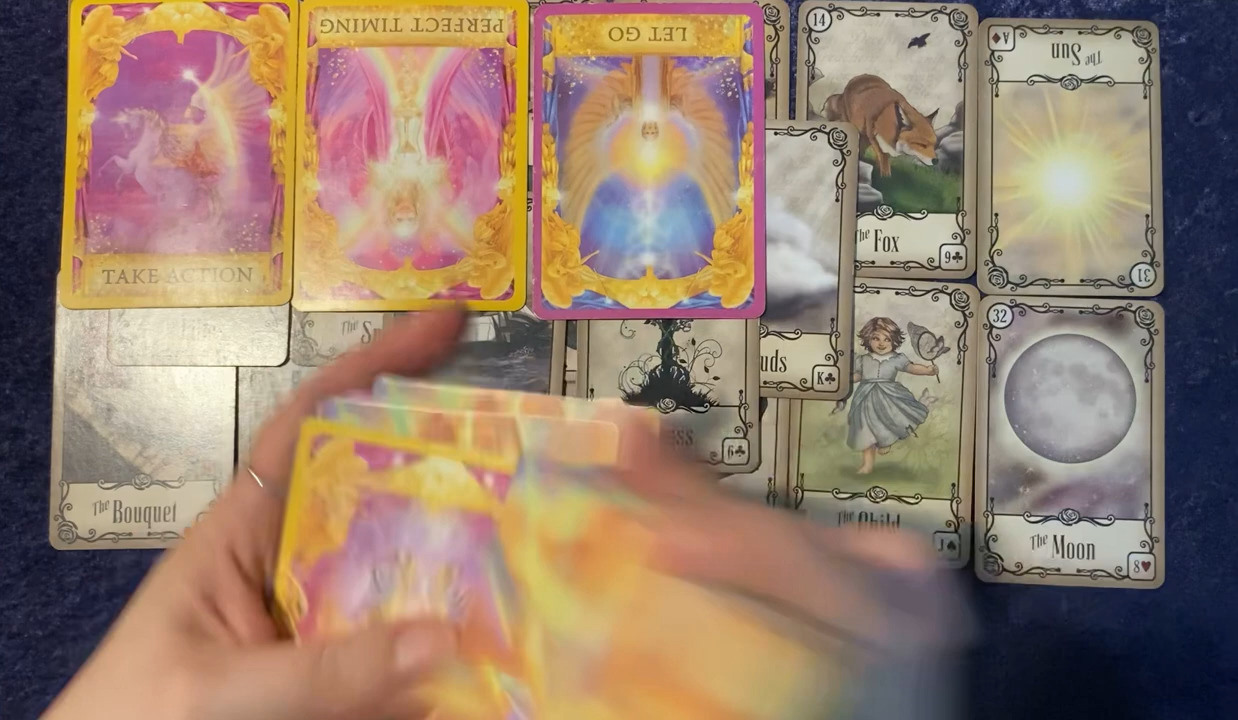 TAKE ACTION
PERFECT TIMING
LET GO
14
The Fox
9♣
A♦
The Sun
31
The
K♣
6♣
The Bouquet
The Child
J♠
32
The Moon
8♥